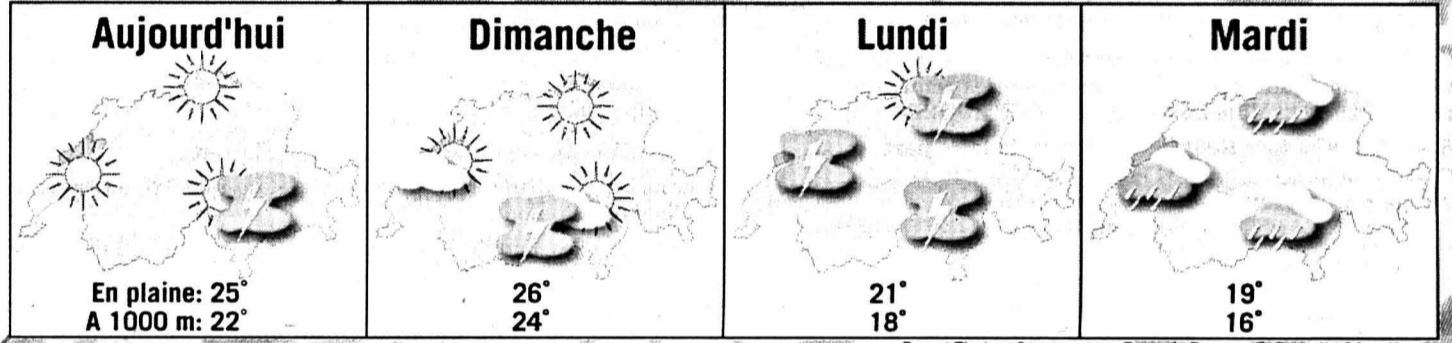 Aujourd'hui
En plaine: 25°
A 1000 m: 22°
Dimanche
26°
24°
Lundi
21°
18°
Mardi
19°
16°